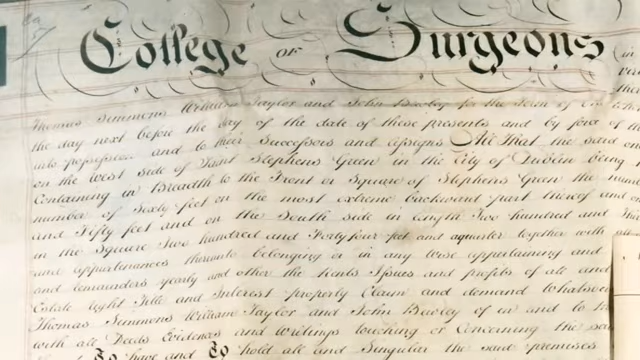 College of Surgeons
Thomas Simmons William Taylor and John Bewley for the Term of One
the day next before the day of the date of these presents and by force of
into possession and to their Successors and assigns All That the said
on the West side of Saint Stephens Green in the City of Dublin being
Containing in Breadth to the Front or Square of Stephens Green the
number of Sixty feet on the most extreme backward part thereof and on
and Fifty feet and on the South side in length Two hundred and
in the Square Two hundred and Forty four feet and a quarter together with all
and appurtenances thereunto belonging or in any wise appertaining and
and remainders yearly and other the Rents Issues and profits of all and
Estate Right Title and Interest property Claim and demand Whatsoever
Thomas Simmons William Taylor and John Bewley of in and to the
with all Deeds Evidences and Writings touching or Concerning the said
To have and To hold all and Singular the said premises